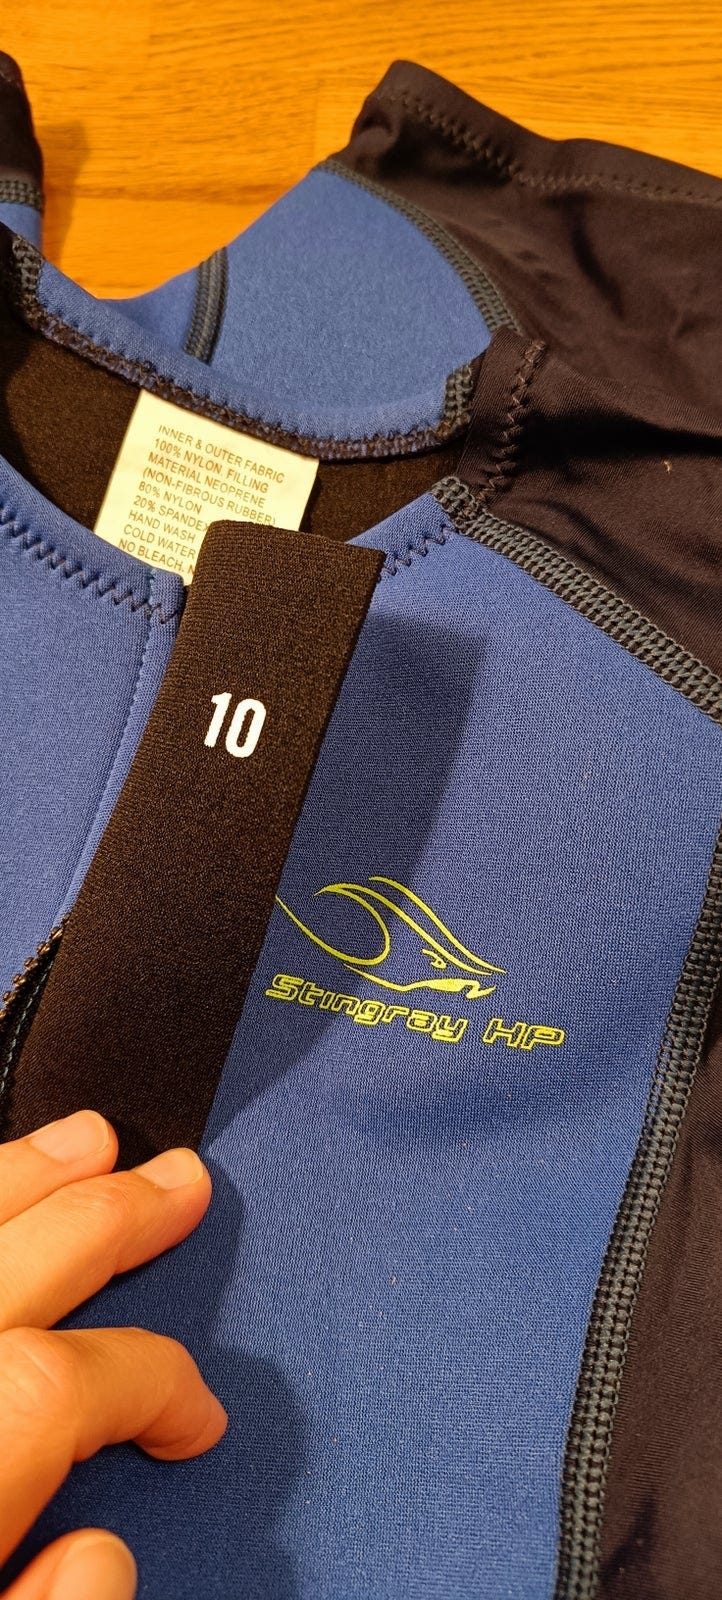 INNER & OUTER FABRIC
100% NYLON FILLING
MATERIAL NEOPRENE
(NON-FIBROUS RUBBER)
80% NYLON
20% SPANDEX
HAND WASH
COLD WATER
NO BLEACH.
10
Stingray HP